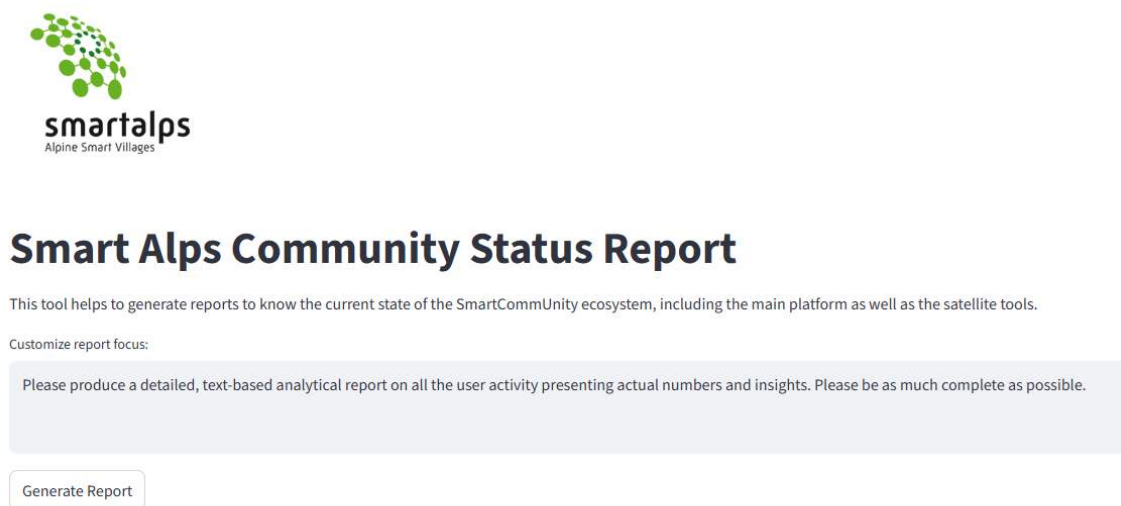 smartalps
Alpine Smart Villages
Smart Alps Community Status Report
This tool helps to generate reports to know the current state of the SmartCommUnity ecosystem, including the main platform as well as the satellite tools.
Customize report focus:
Please produce a detailed, text-based analytical report on all the user activity presenting actual numbers and insights. Please be as much complete as possible.
Generate Report